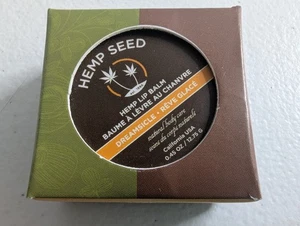 HEMP SEED
HEMP LIP BALM
BAUME À LÈVRE AU CHANVRE
DREAMSICLE • RÊVE GLACÉ
natural body care
soins du corps naturels
California USA
0.45 OZ / 12.75 G